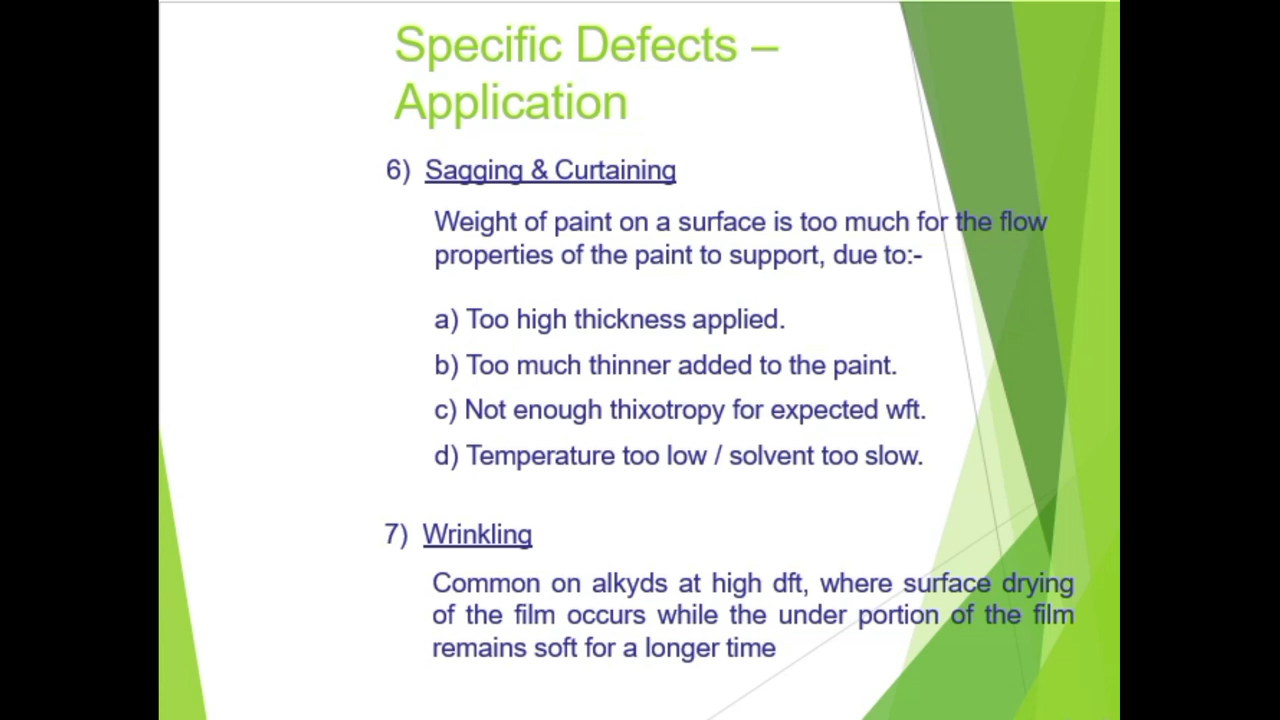 Specific Defects –
Application
6) Sagging & Curtaining
Weight of paint on a surface is too much for the flow
properties of the paint to support, due to:-
a) Too high thickness applied.
b) Too much thinner added to the paint.
c) Not enough thixotropy for expected wft.
d) Temperature too low / solvent too slow.
7) Wrinkling
Common on alkyds at high dft, where surface drying
of the film occurs while the under portion of the film
remains soft for a longer time